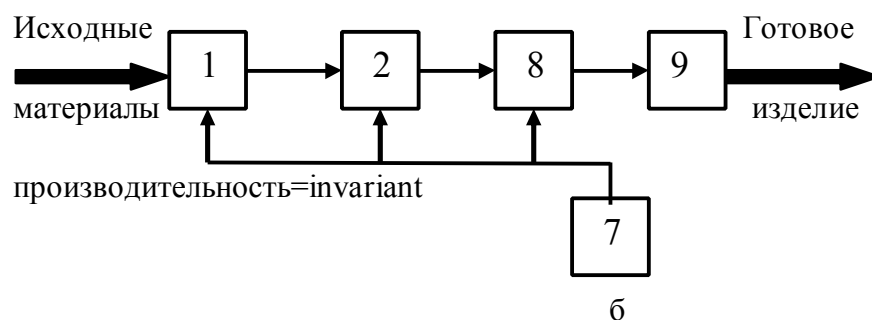 Исходные
Готовое
1
2
8
9
материалы
изделие
производительность=invariant
7
б